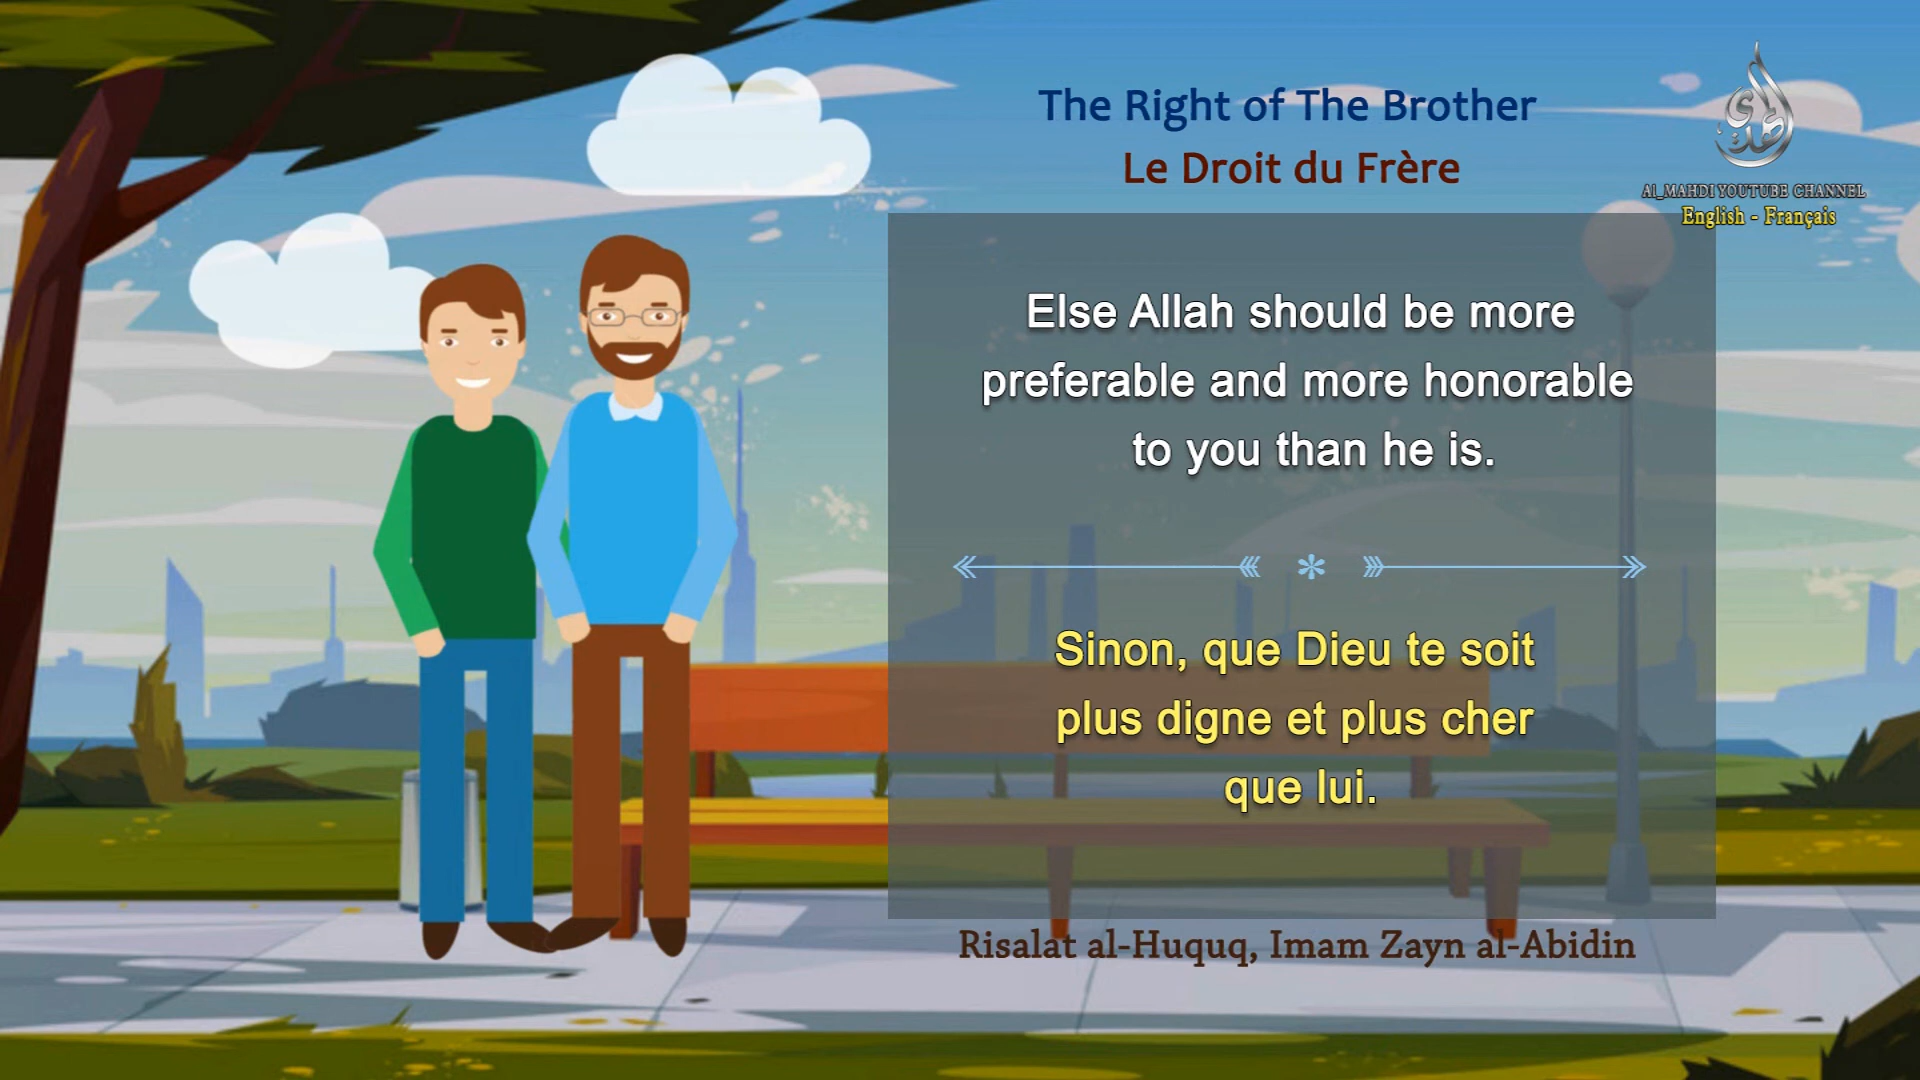 The Right of The Brother
Le Droit du Frère
المهدي
Al_MAHDI YOUTUBE CHANNEL
English - Français
Else Allah should be more
preferable and more honorable
to you than he is.
Sinon, que Dieu te soit
plus digne et plus cher
que lui.
Risalat al-Huquq, Imam Zayn al-Abidin